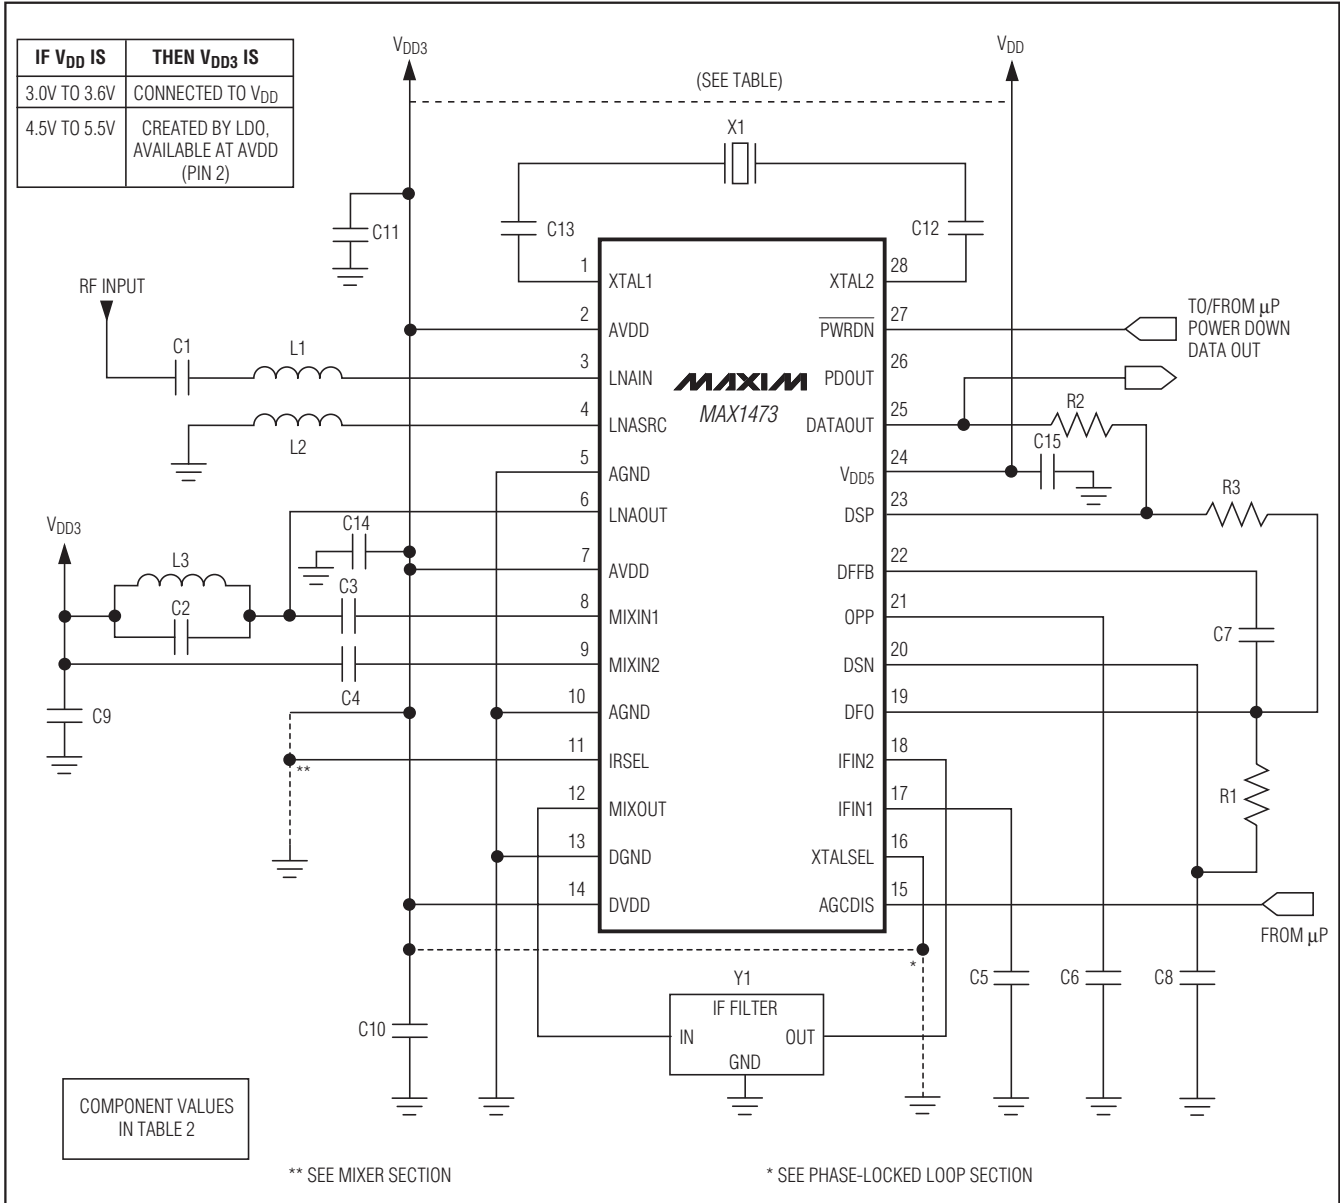 IF VDD IS THEN VDD3 IS
3.0V TO 3.6V CONNECTED TO VDD
4.5V TO 5.5V CREATED BY LDO,
AVAILABLE AT AVDD
(PIN 2)
VDD3
VDD
(SEE TABLE)
X1
C11
C13
C12
RF INPUT
C1
L1
L2
1 XTAL1
2 AVDD
3 LNAIN
4 LNASRC
5 AGND
6 LNAOUT
7 AVDD
8 MIXIN1
9 MIXIN2
10 AGND
11 IRSEL
12 MIXOUT
13 DGND
14 DVDD
MAXIM
MAX1473
28 XTAL2
27 PWRDN
26 PDOUT
25 DATAOUT
24 VDD5
23 DSP
22 DFFB
21 OPP
20 DSN
19 DFO
18 IFIN2
17 IFIN1
16 XTALSEL
15 AGCDIS
TO/FROM µP
POWER DOWN
DATA OUT
R2
C15
R3
VDD3
C14
L3
C2
C3
C4
C9
**
C7
R1
FROM µP
*
C5
C6
C8
C10
Y1
IF FILTER
IN OUT
GND
COMPONENT VALUES
IN TABLE 2
** SEE MIXER SECTION
* SEE PHASE-LOCKED LOOP SECTION